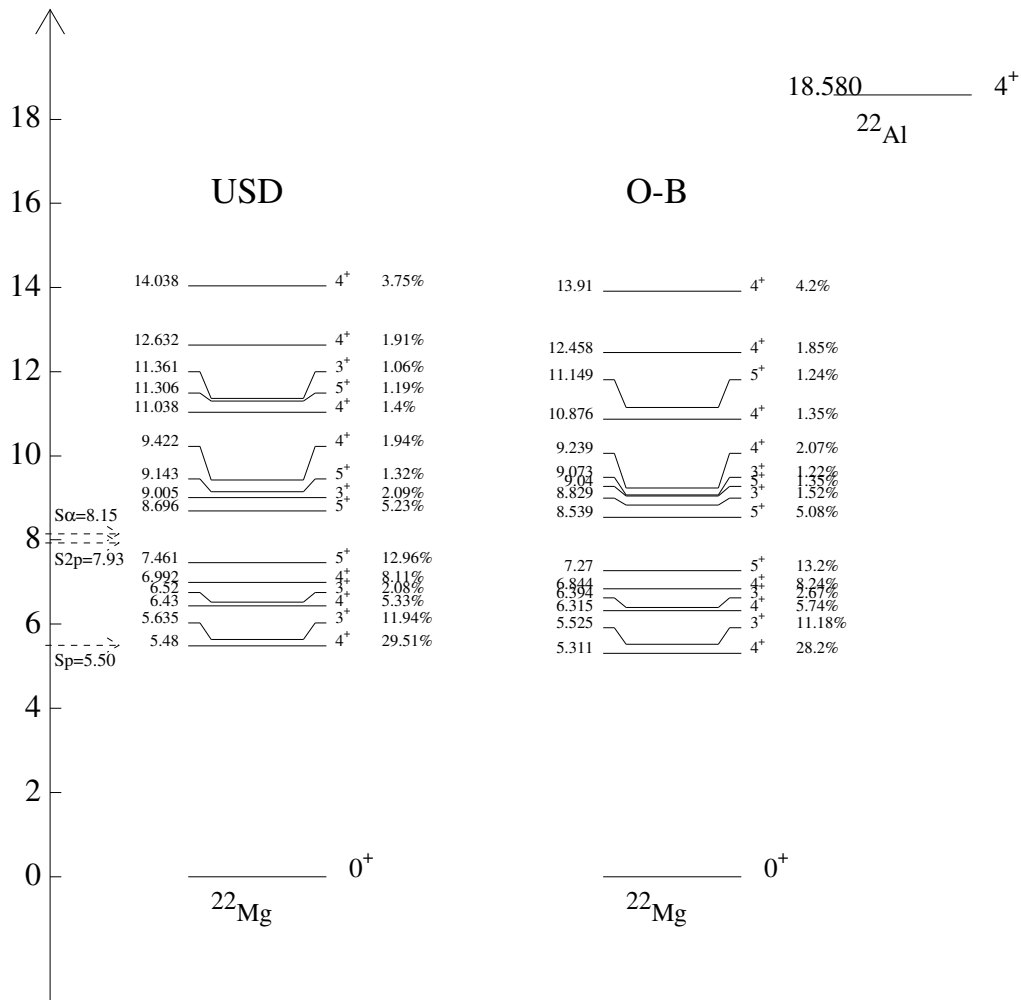 18.580 4⁺
²²Al
18
16
14
12
10
8
6
4
2
0
USD
14.038 4⁺ 3.75%
12.632 4⁺ 1.91%
11.361 3⁺ 1.06%
11.306 5⁺ 1.19%
11.038 4⁺ 1.4%
9.422 4⁺ 1.94%
9.143 5⁺ 1.32%
9.005 3⁺ 2.09%
8.696 5⁺ 5.23%
7.461 5⁺ 12.96%
6.992 4⁺ 8.11%
6.52 3⁺ 2.08%
6.43 4⁺ 5.33%
5.635 3⁺ 11.94%
5.48 4⁺ 29.51%
0⁺
²²Mg
Sα=8.15
S2p=7.93
Sp=5.50
O-B
13.91 4⁺ 4.2%
12.458 4⁺ 1.85%
11.149 5⁺ 1.24%
10.876 4⁺ 1.35%
9.239 4⁺ 2.07%
9.073 3⁺ 1.22%
9.04 5⁺ 1.35%
8.829 3⁺ 1.52%
8.539 5⁺ 5.08%
7.27 5⁺ 13.2%
6.844 4⁺ 8.24%
6.394 3⁺ 2.67%
6.315 4⁺ 5.74%
5.525 3⁺ 11.18%
5.311 4⁺ 28.2%
0⁺
²²Mg